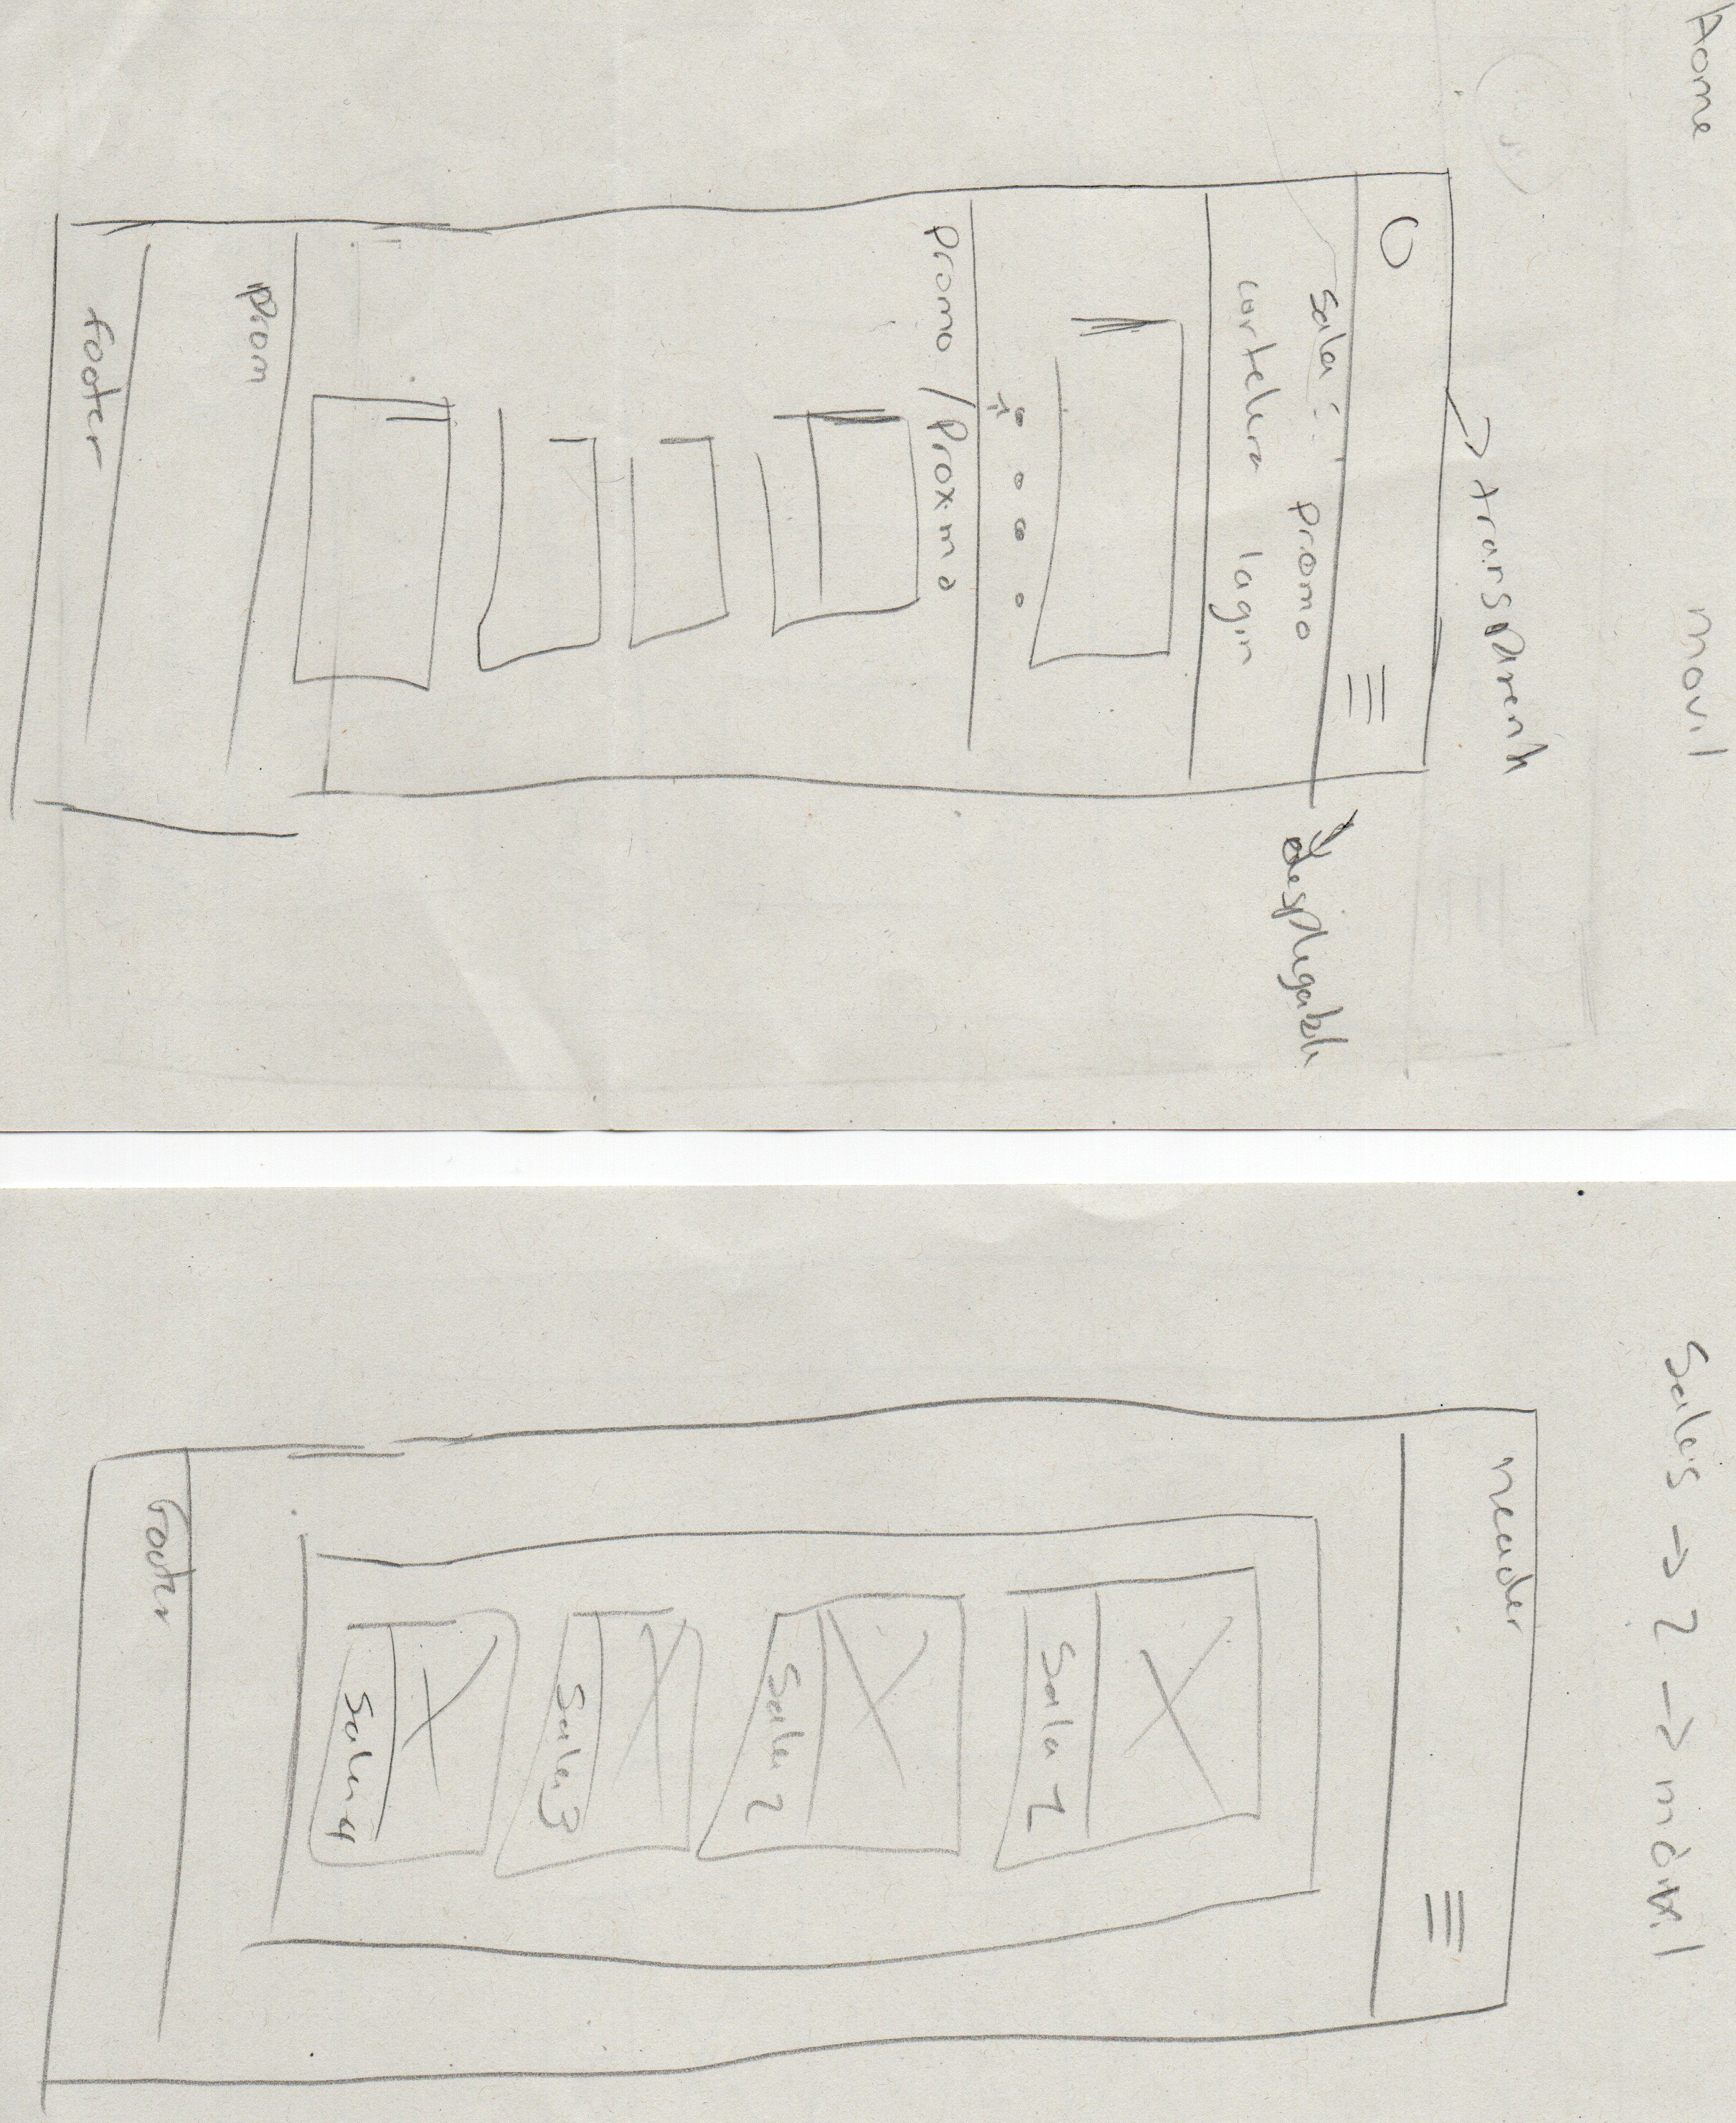 Home movil
transparente
sala
promo
cartelera login
desplegable
promo / Proximo
Prom
footer
Salas → 2 → móvil
header
Sala 1
Sala 2
Sala 3
Sala 4
Footer